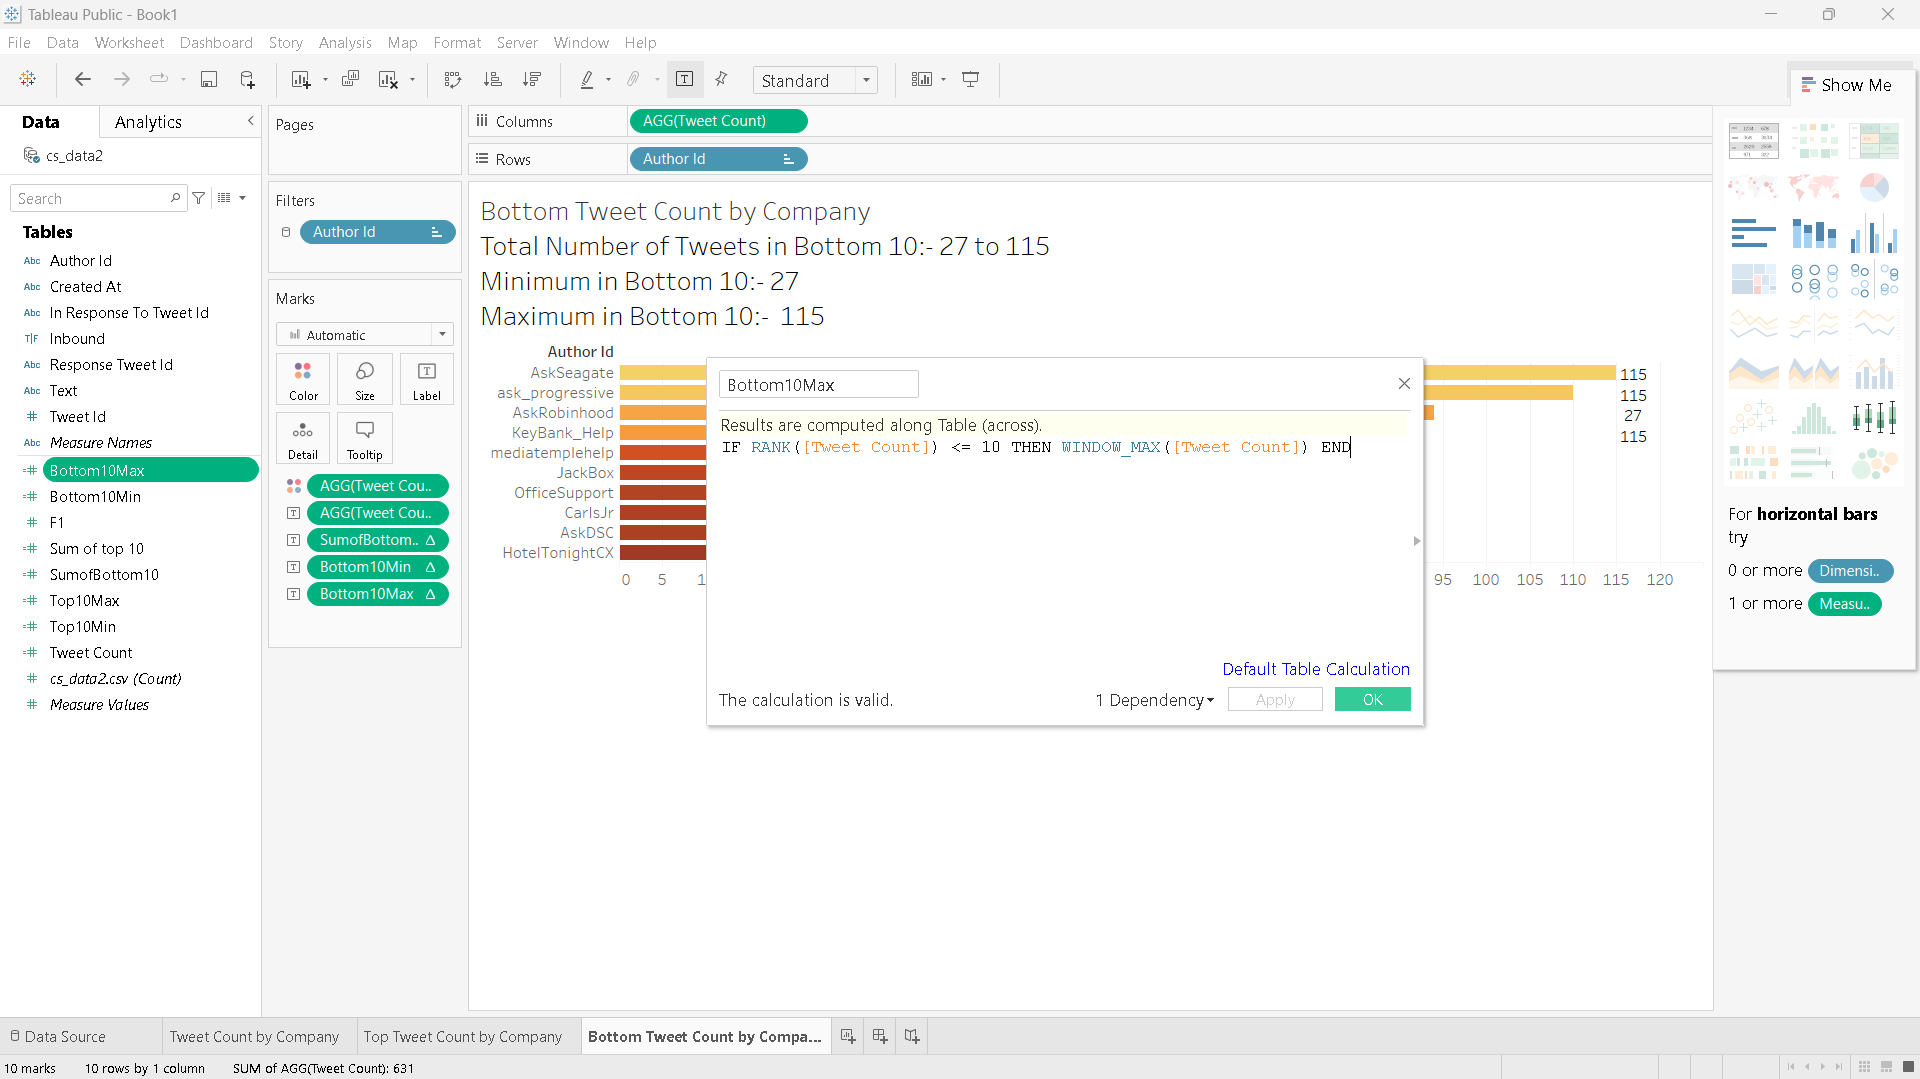 Tableau Public - Book1
File Data Worksheet Dashboard Story Analysis Map Format Server Window Help
Standard
Show Me
Data
Analytics
cs_data2
Search
Tables
Abc Author Id
Abc Created At
Abc In Response To Tweet Id
T|F Inbound
Abc Response Tweet Id
Abc Text
# Tweet Id
Abc Measure Names
=# Bottom10Max
=# Bottom10Min
# F1
=# Sum of top 10
=# SumofBottom10
=# Top10Max
=# Top10Min
=# Tweet Count
=# cs_data2.csv (Count)
# Measure Values
Pages
Filters
Author Id
Marks
Automatic
Color Size Label
Detail Tooltip
AGG(Tweet Cou..
AGG(Tweet Cou..
SumofBottom.. Δ
Bottom10Min Δ
Bottom10Max Δ
Columns AGG(Tweet Count)
Rows Author Id
Bottom Tweet Count by Company
Total Number of Tweets in Bottom 10:- 27 to 115
Minimum in Bottom 10:- 27
Maximum in Bottom 10:- 115
Author Id
AskSeagate
ask_progressive
AskRobinhood
KeyBank_Help
mediatemplehelp
JackBox
OfficeSupport
CarlsJr
AskDSC
HotelTonightCX
115
115
27
115
0 5 1 95 100 105 110 115 120
Bottom10Max
Results are computed along Table (across).
IF RANK([Tweet Count]) <= 10 THEN WINDOW_MAX([Tweet Count]) END
Default Table Calculation
The calculation is valid.
1 Dependency
Apply
OK
For horizontal bars
try
0 or more Dimensi..
1 or more Measu..
Data Source
Tweet Count by Company
Top Tweet Count by Company
Bottom Tweet Count by Compa...
10 marks 10 rows by 1 column SUM of AGG(Tweet Count): 631